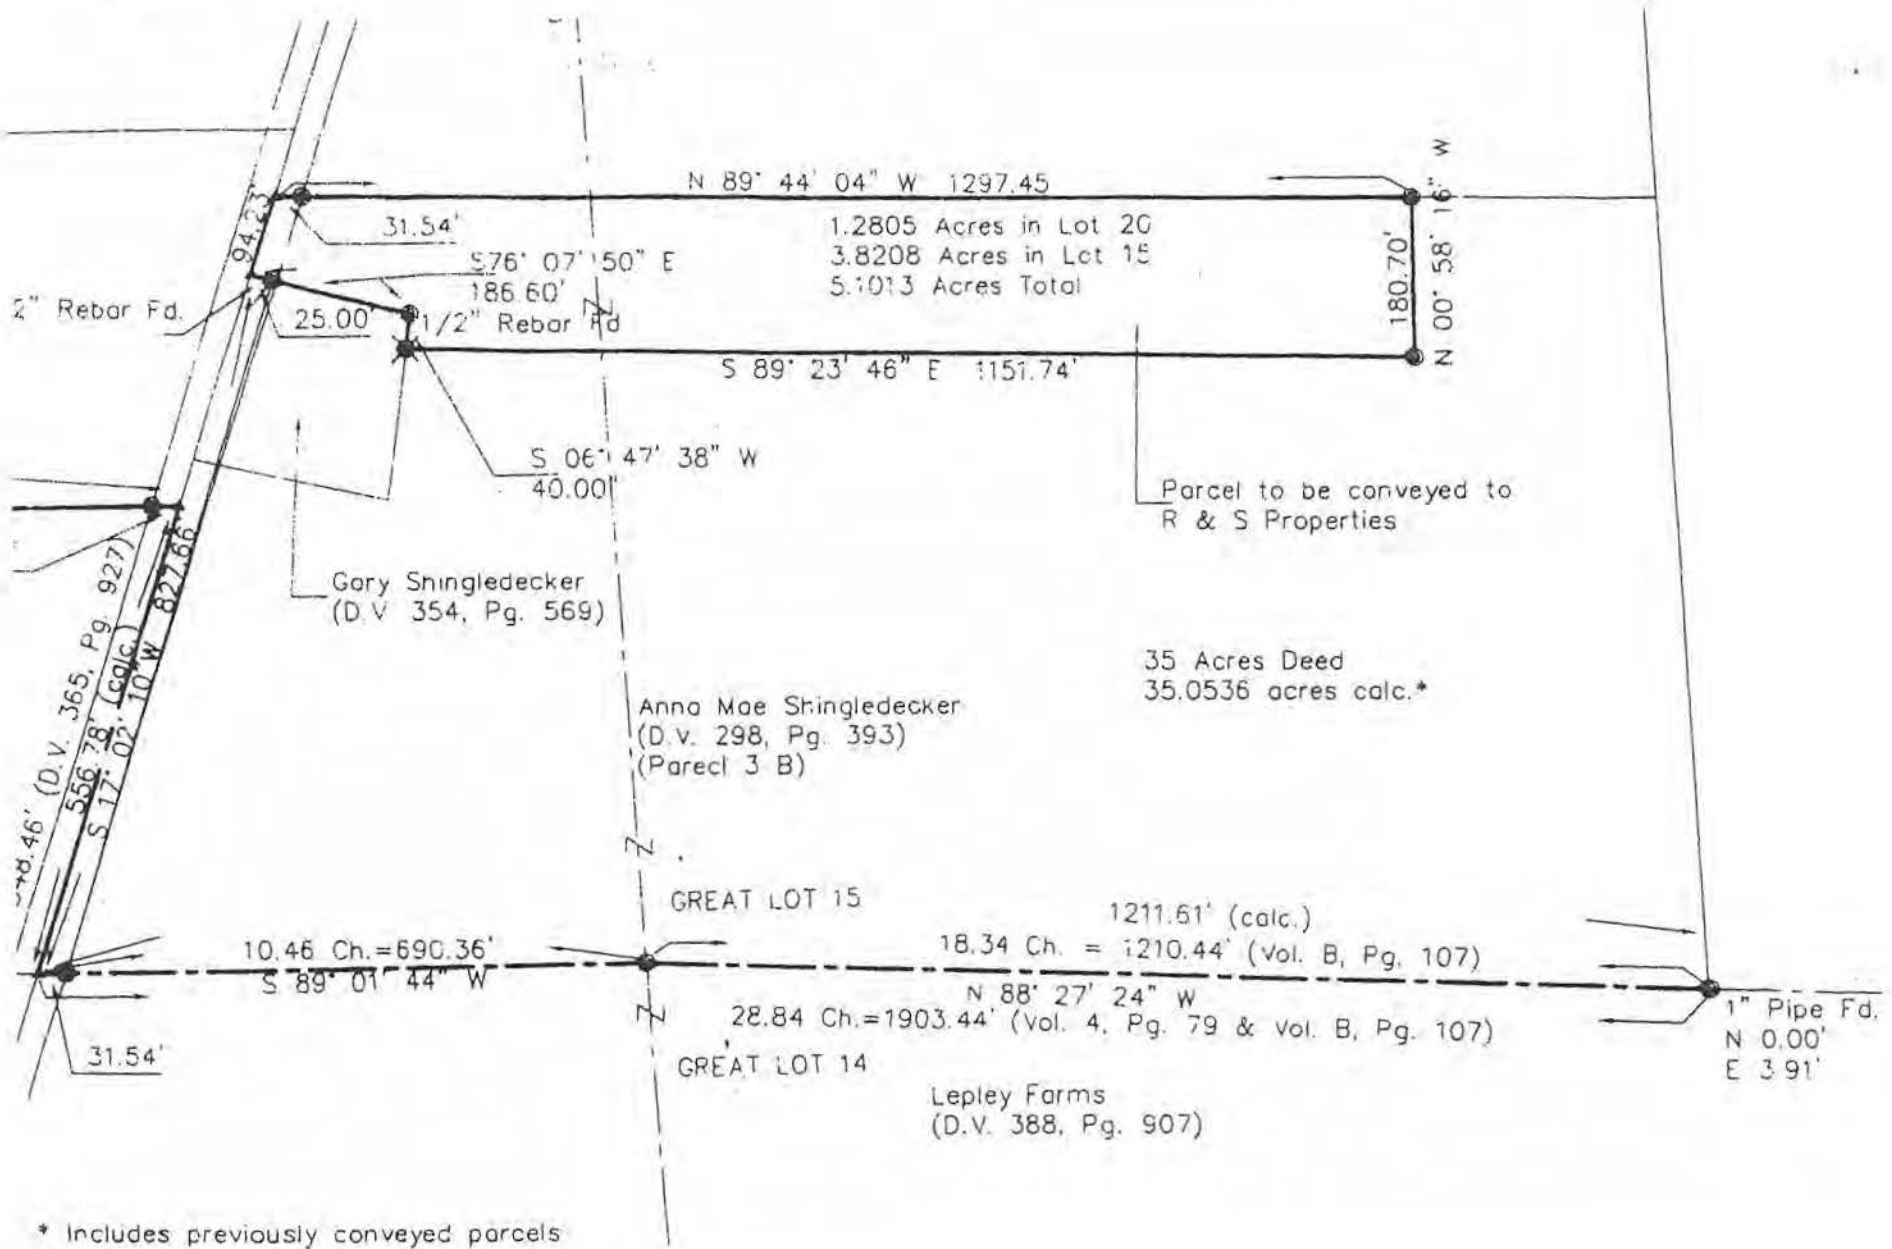 N 89° 44' 04" W 1297.45
31.54'
1.2805 Acres in Lot 20
3.8208 Acres in Lot 15
5.1013 Acres Total
94.23'
S76° 07' 50" E
186.60'
2" Rebar Fd.
25.00'
1/2" Rebar Fd
180.70'
N 00° 58' 16" W
S 89° 23' 46" E 1151.74'
S 06° 47' 38" W
40.00'
Parcel to be conveyed to
R & S Properties
Gary Shingledecker
(D.V. 354, Pg. 569)
35 Acres Deed
35.0536 acres calc.*
Anna Mae Shingledecker
(D.V. 298, Pg. 393)
(Parecl 3 B)
48.46' (D.V. 365, Pg. 927)
556.78' (calc.)
S 17° 02' 10" W 827.66
GREAT LOT 15
10.46 Ch.=690.36'
S 89° 01' 44" W
1211.61' (calc.)
18.34 Ch. = 1210.44' (Vol. B, Pg. 107)
N 88° 27' 24" W
28.84 Ch.=1903.44' (Vol. 4, Pg. 79 & Vol. B, Pg. 107)
1" Pipe Fd.
N 0.00'
E 3.91'
31.54'
GREAT LOT 14
Lepley Farms
(D.V. 388, Pg. 907)
* Includes previously conveyed parcels